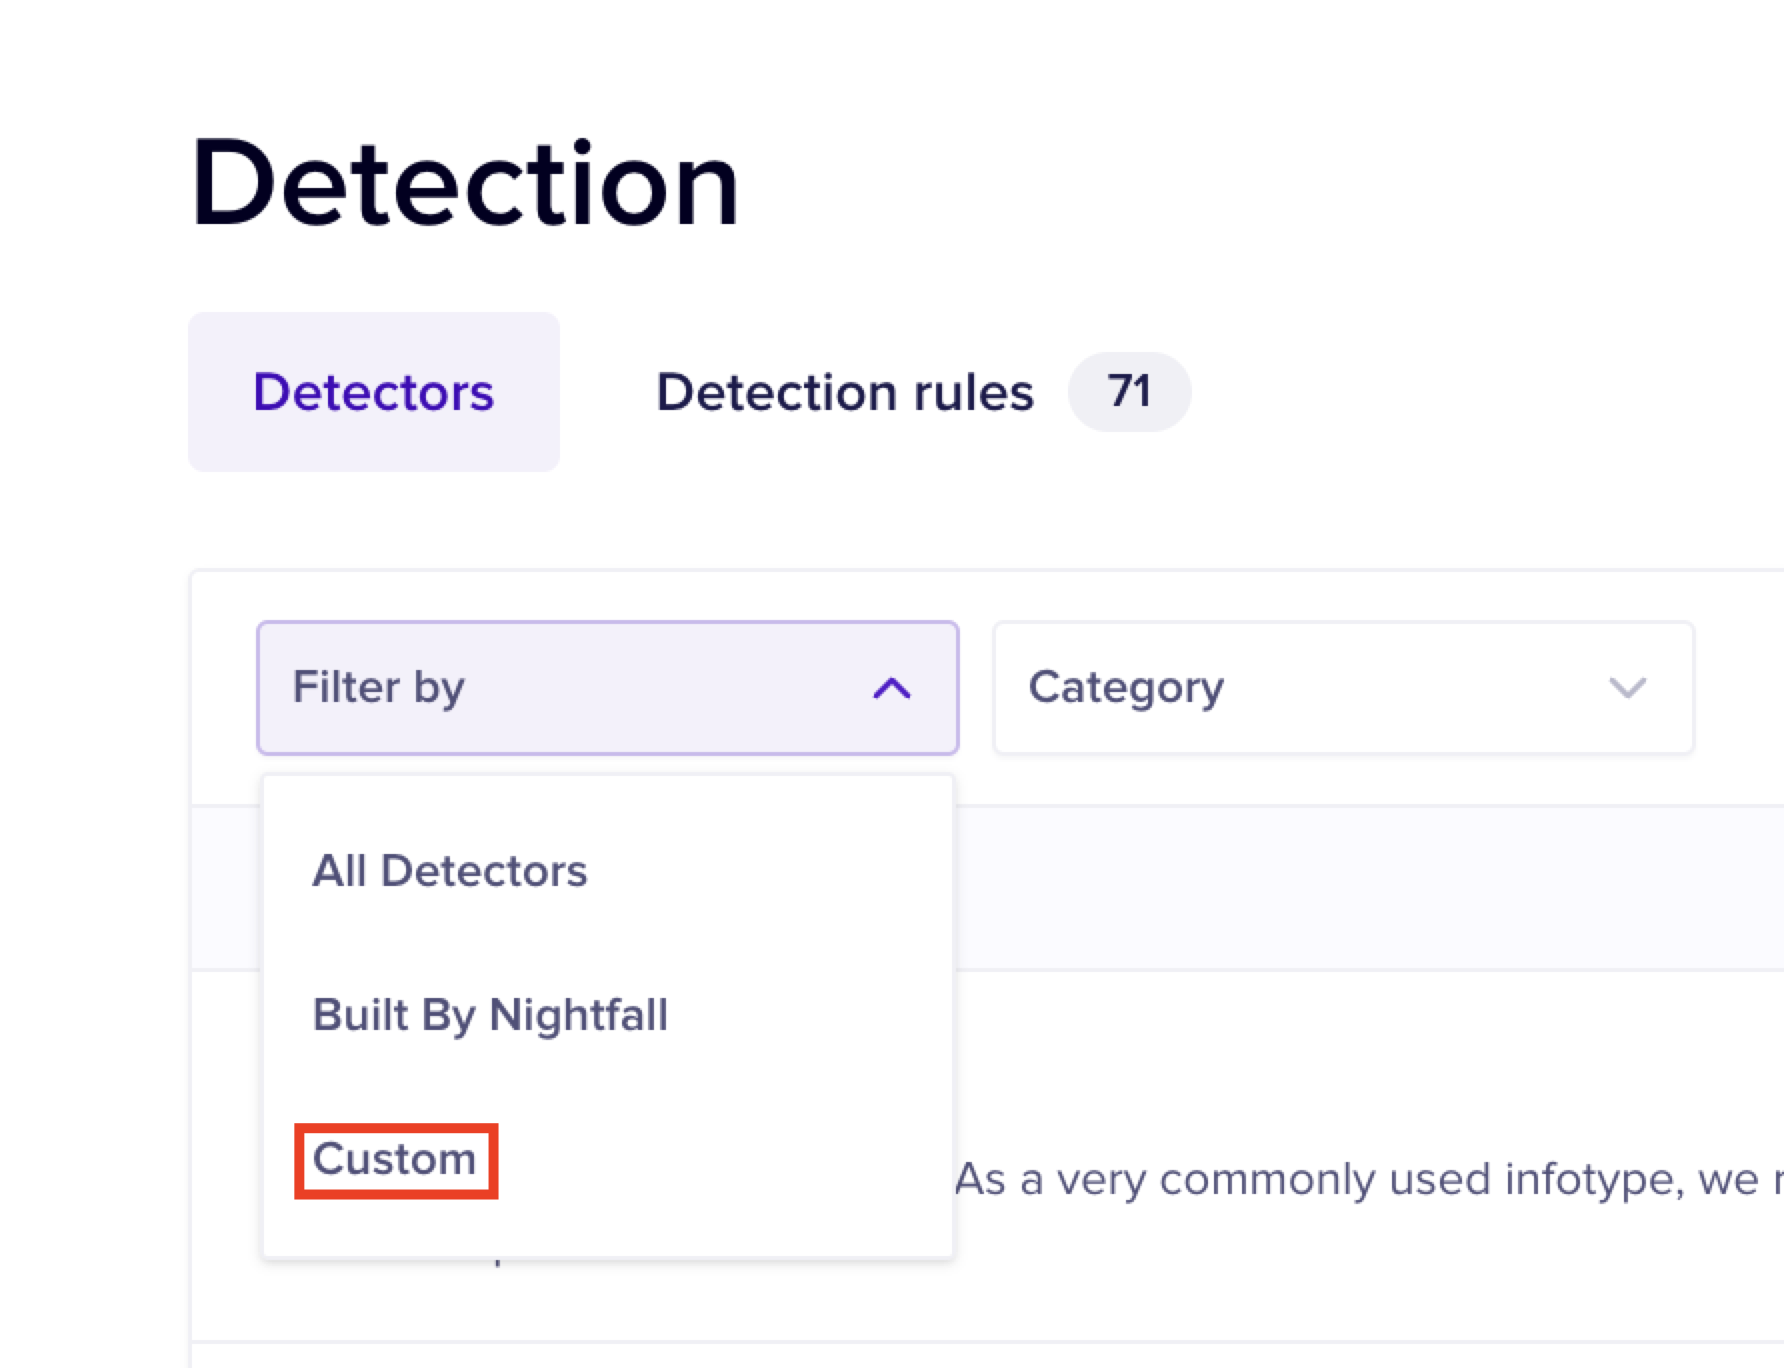 Detection
Detectors
Detection rules 71
Filter by
Category
All Detectors
Built By Nightfall
Custom
As a very commonly used infotype, we